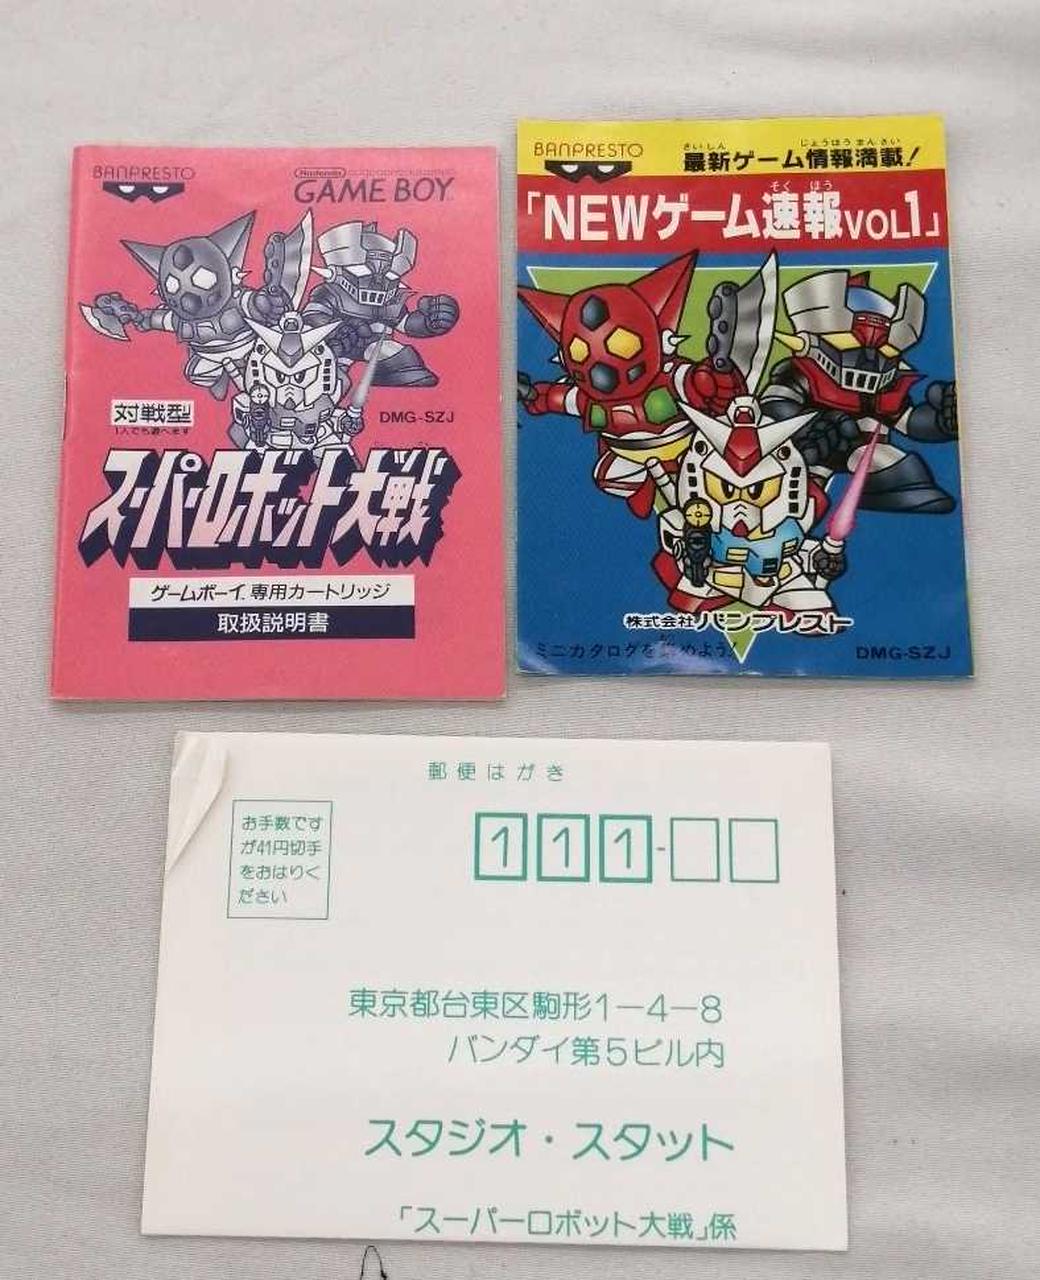 BANPRESTO
Nintendo
GAME BOY
対戦型
1人でも遊べます
DMG-SZJ
スーパーロボット大戦
ゲームボーイ専用カートリッジ
取扱説明書
BANPRESTO
さいしん じょうほう まんさい
最新ゲーム情報満載!
そく ほう
「NEWゲーム速報VOL1」
株式会社バンプレスト
ミニカタログを集めよう!
DMG-SZJ
郵便はがき
お手数です
が41円切手
をおはりく
ださい
111-
東京都台東区駒形1-4-8
バンダイ第5ビル内
スタジオ・スタット
「スーパーロボット大戦」係